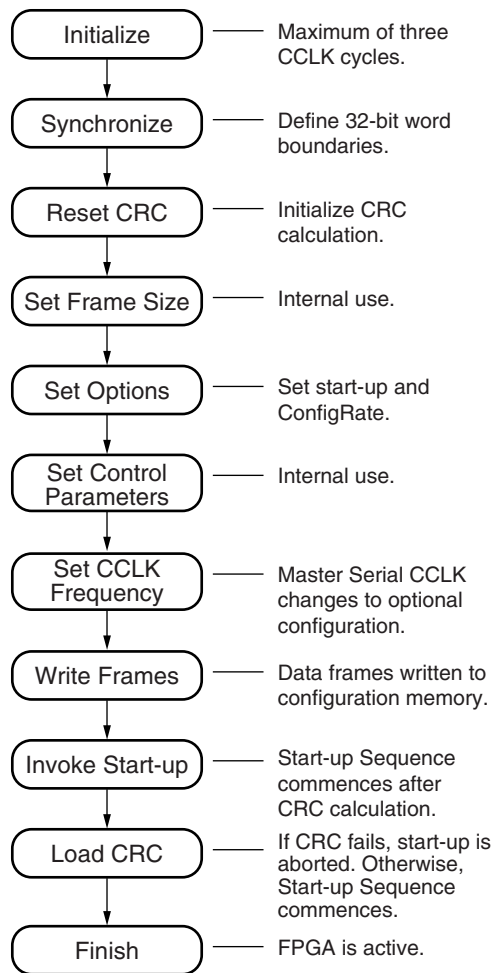 Initialize
Maximum of three
CCLK cycles.
Synchronize
Define 32-bit word
boundaries.
Reset CRC
Initialize CRC
calculation.
Set Frame Size
Internal use.
Set Options
Set start-up and
ConfigRate.
Set Control
Parameters
Internal use.
Set CCLK
Frequency
Master Serial CCLK
changes to optional
configuration.
Write Frames
Data frames written to
configuration memory.
Invoke Start-up
Start-up Sequence
commences after
CRC calculation.
Load CRC
If CRC fails, start-up is
aborted. Otherwise,
Start-up Sequence
commences.
Finish
FPGA is active.